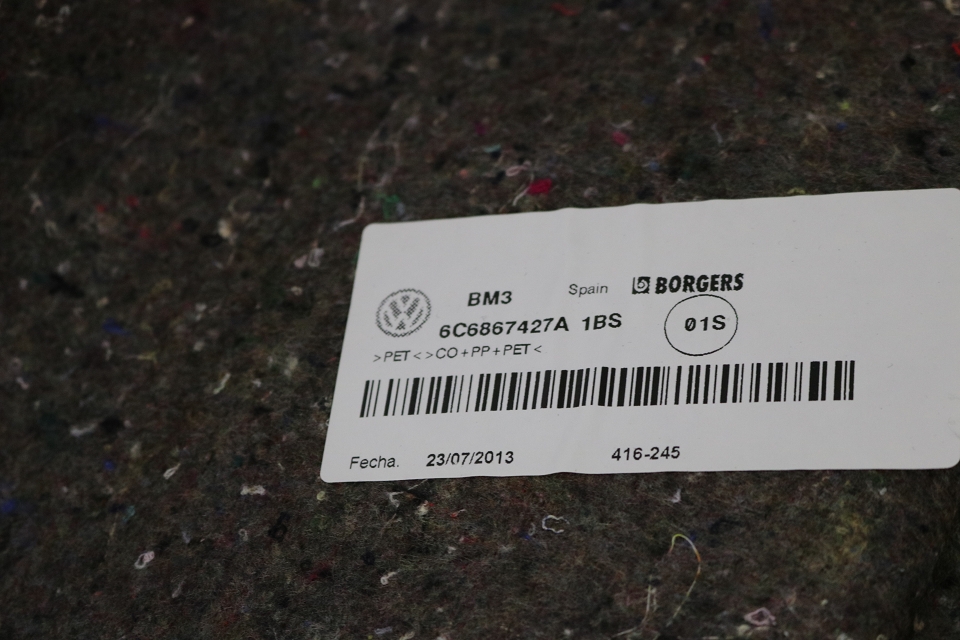 BM3 Spain BORGERS
6C6867427A 1BS 01S
>PET<>CO+PP+PET<
Fecha. 23/07/2013 416-245